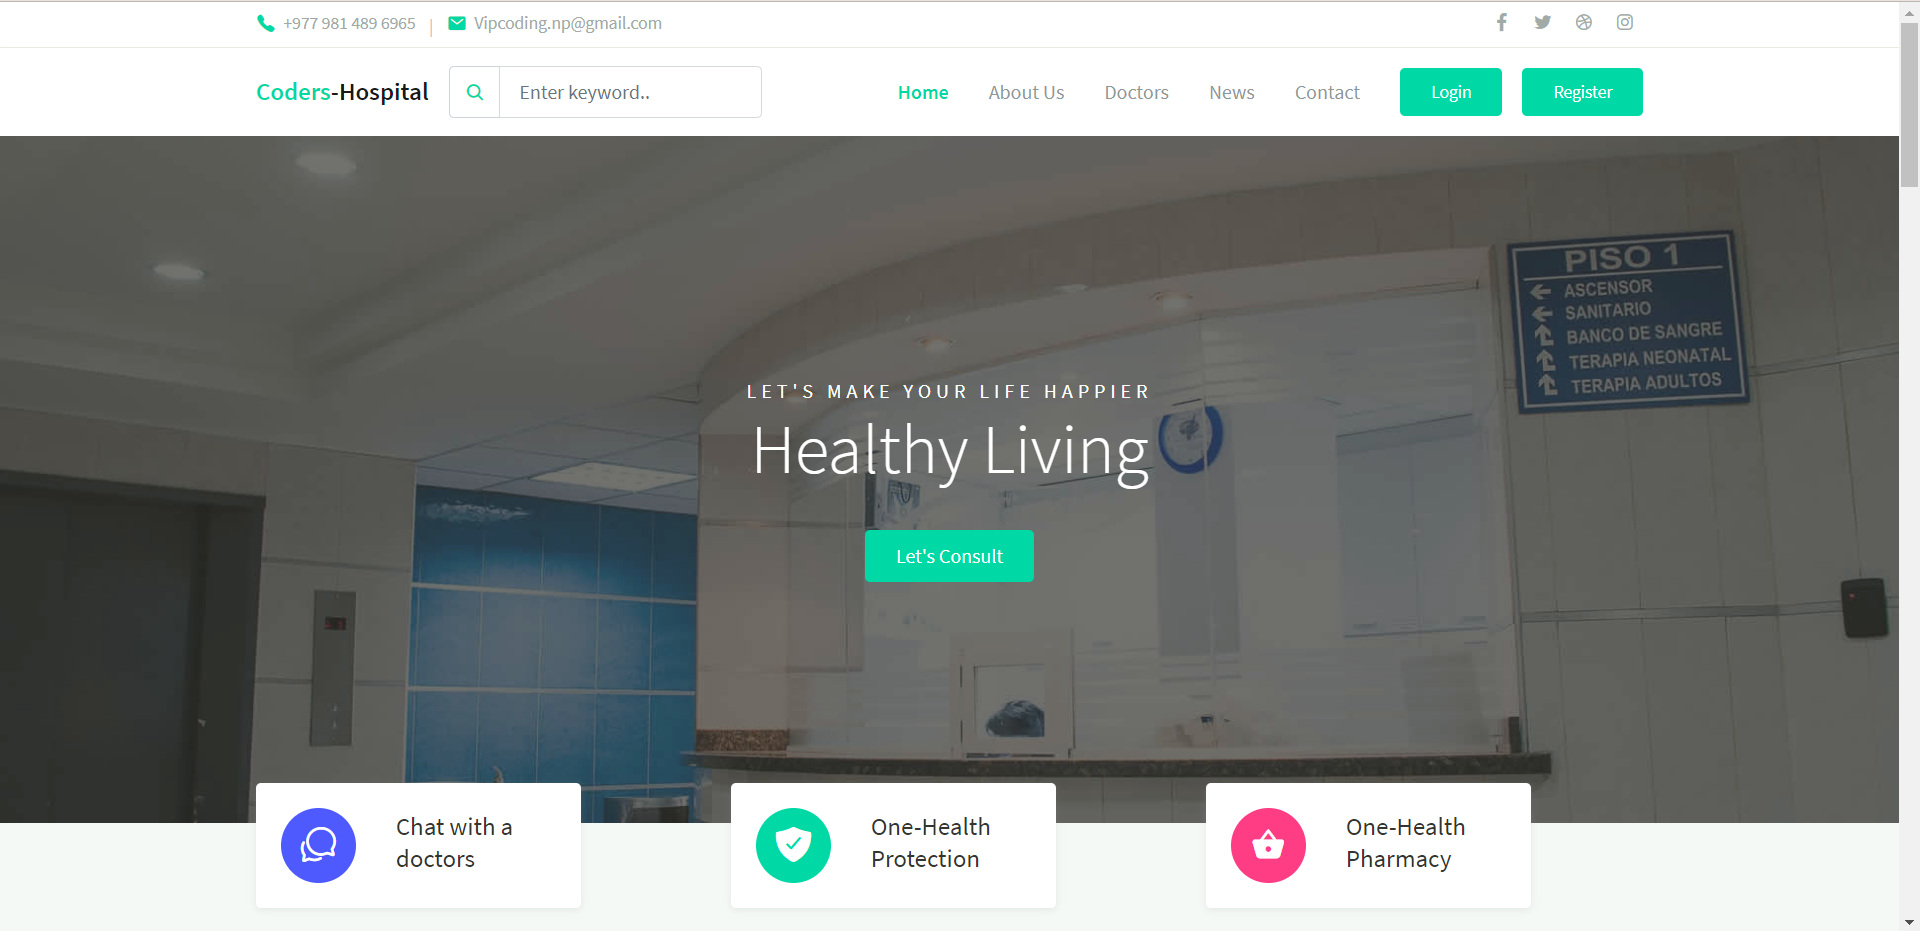 +977 981 489 6965 | Vipcoding.np@gmail.com
Coders-Hospital
Enter keyword..
Home About Us Doctors News Contact Login Register
PISO 1
ASCENSOR
SANITARIO
BANCO DE SANGRE
TERAPIA NEONATAL
TERAPIA ADULTOS
LET'S MAKE YOUR LIFE HAPPIER
Healthy Living
Let's Consult
Chat with a
doctors
One-Health
Protection
One-Health
Pharmacy